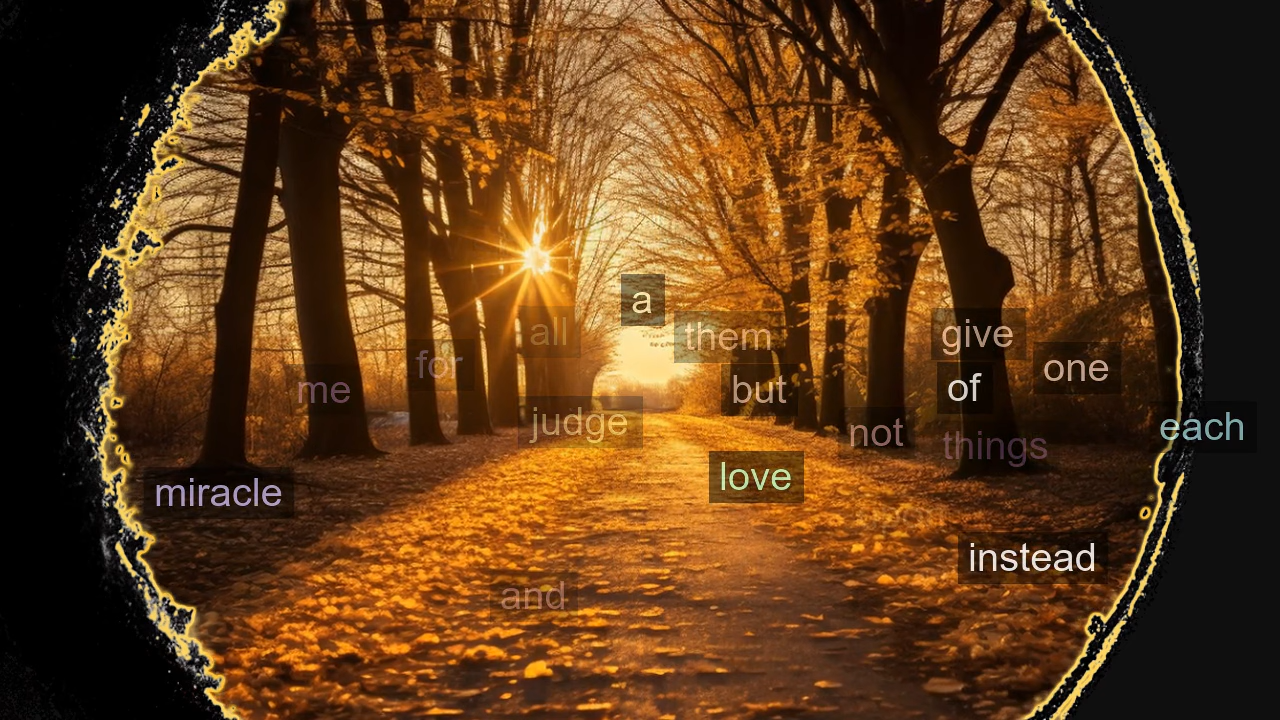 a
all
them
give
for
one
me
but
of
judge
each
not
things
love
miracle
instead
and